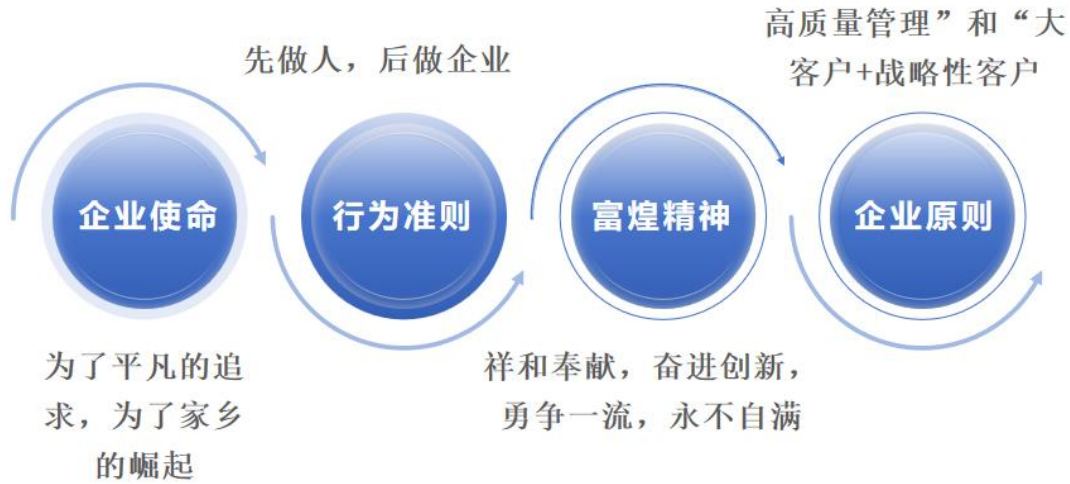 高质量管理”和“大
客户+战略性客户
先做人，后做企业
企业使命
行为准则
富煌精神
企业原则
为了平凡的追
求，为了家乡
的崛起
祥和奉献，奋进创新，
勇争一流，永不自满